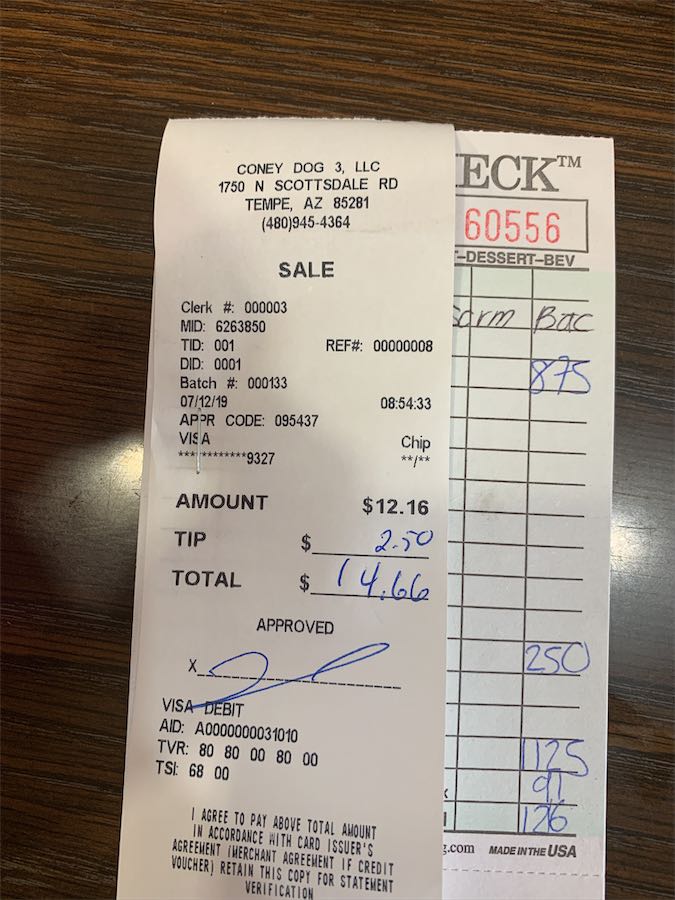 CONEY DOG 3, LLC
1750 N SCOTTSDALE RD
TEMPE, AZ 85281
(480)945-4364
SALE
Clerk #: 000003
MID: 6263850
TID: 001 REF#: 00000008
DID: 0001
Batch #: 000133
07/12/19 08:54:33
APPR CODE: 095437
VISA Chip
************9327 **/**
AMOUNT $12.16
TIP $ 2.50
TOTAL $ 14.66
APPROVED
X
VISA DEBIT
AID: A0000000031010
TVR: 80 80 00 80 00
TSI: 68 00
I AGREE TO PAY ABOVE TOTAL AMOUNT
IN ACCORDANCE WITH CARD ISSUER'S
AGREEMENT (MERCHANT AGREEMENT IF CREDIT
VOUCHER) RETAIN THIS COPY FOR STATEMENT
VERIFICATION
ECK™
60556
T-DESSERT-BEV
Bac
875
250
1125
91
126
g.com MADE IN THE USA